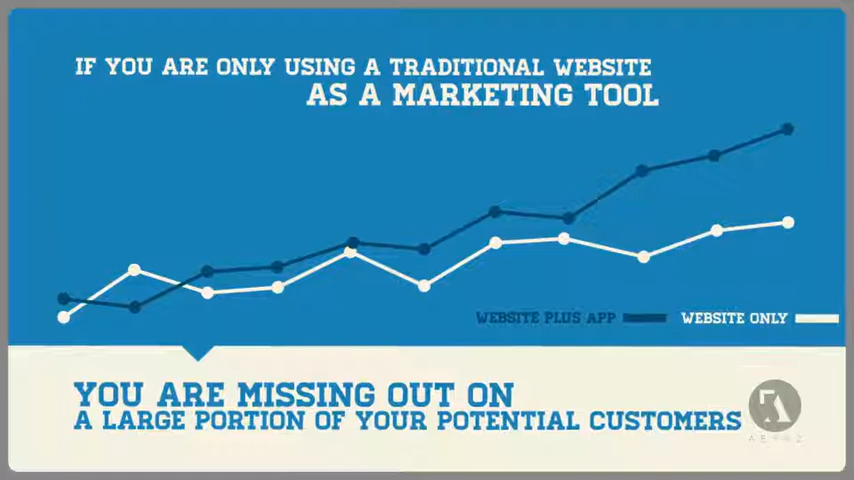 IF YOU ARE ONLY USING A TRADITIONAL WEBSITE
AS A MARKETING TOOL
WEBSITE PLUS APP
WEBSITE ONLY
YOU ARE MISSING OUT ON
A LARGE PORTION OF YOUR POTENTIAL CUSTOMERS